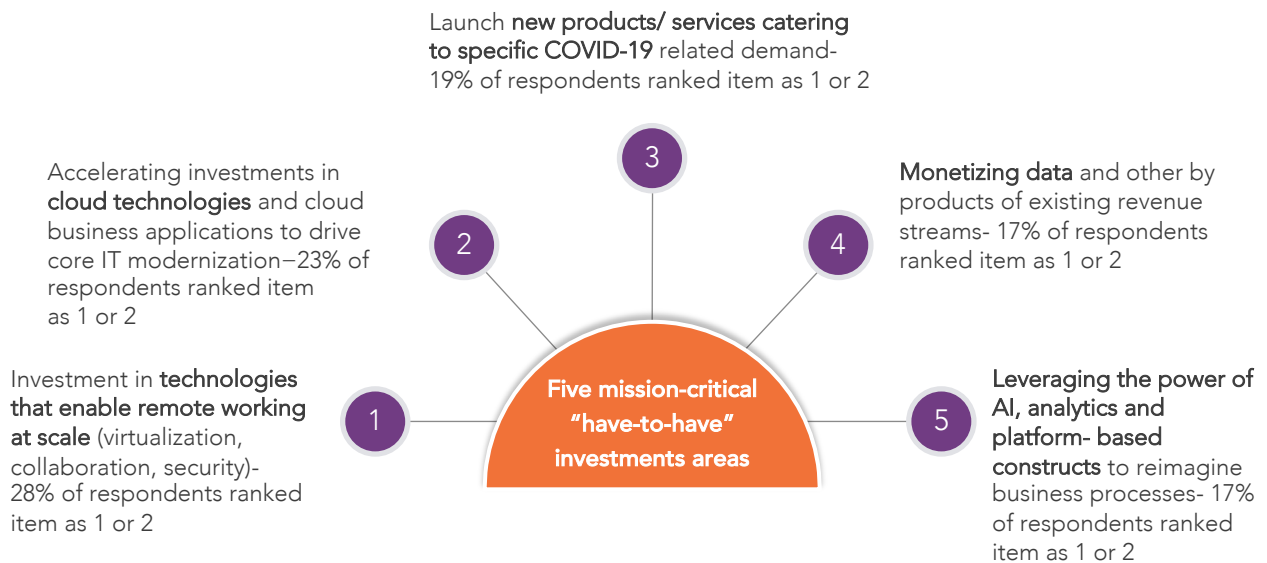 Launch new products/ services catering
to specific COVID-19 related demand-
19% of respondents ranked item as 1 or 2
3
Accelerating investments in
cloud technologies and cloud
business applications to drive
core IT modernization–23% of
respondents ranked item
as 1 or 2
2
4
Monetizing data and other by
products of existing revenue
streams- 17% of respondents
ranked item as 1 or 2
Investment in technologies
that enable remote working
at scale (virtualization,
collaboration, security)-
28% of respondents ranked
item as 1 or 2
1
Five mission-critical
“have-to-have”
investments areas
5
Leveraging the power of
AI, analytics and
platform- based
constructs to reimagine
business processes- 17%
of respondents ranked
item as 1 or 2